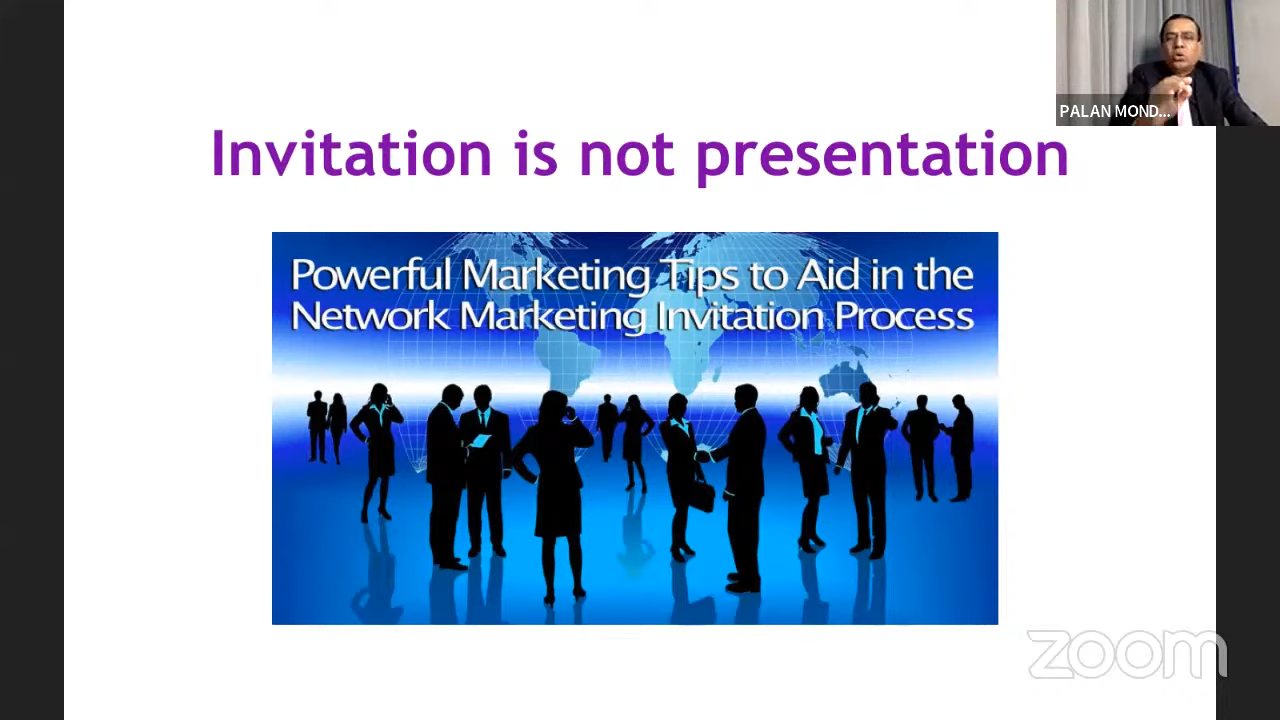 PALAN MOND...
Invitation is not presentation
Powerful Marketing Tips to Aid in the
Network Marketing Invitation Process
zoom